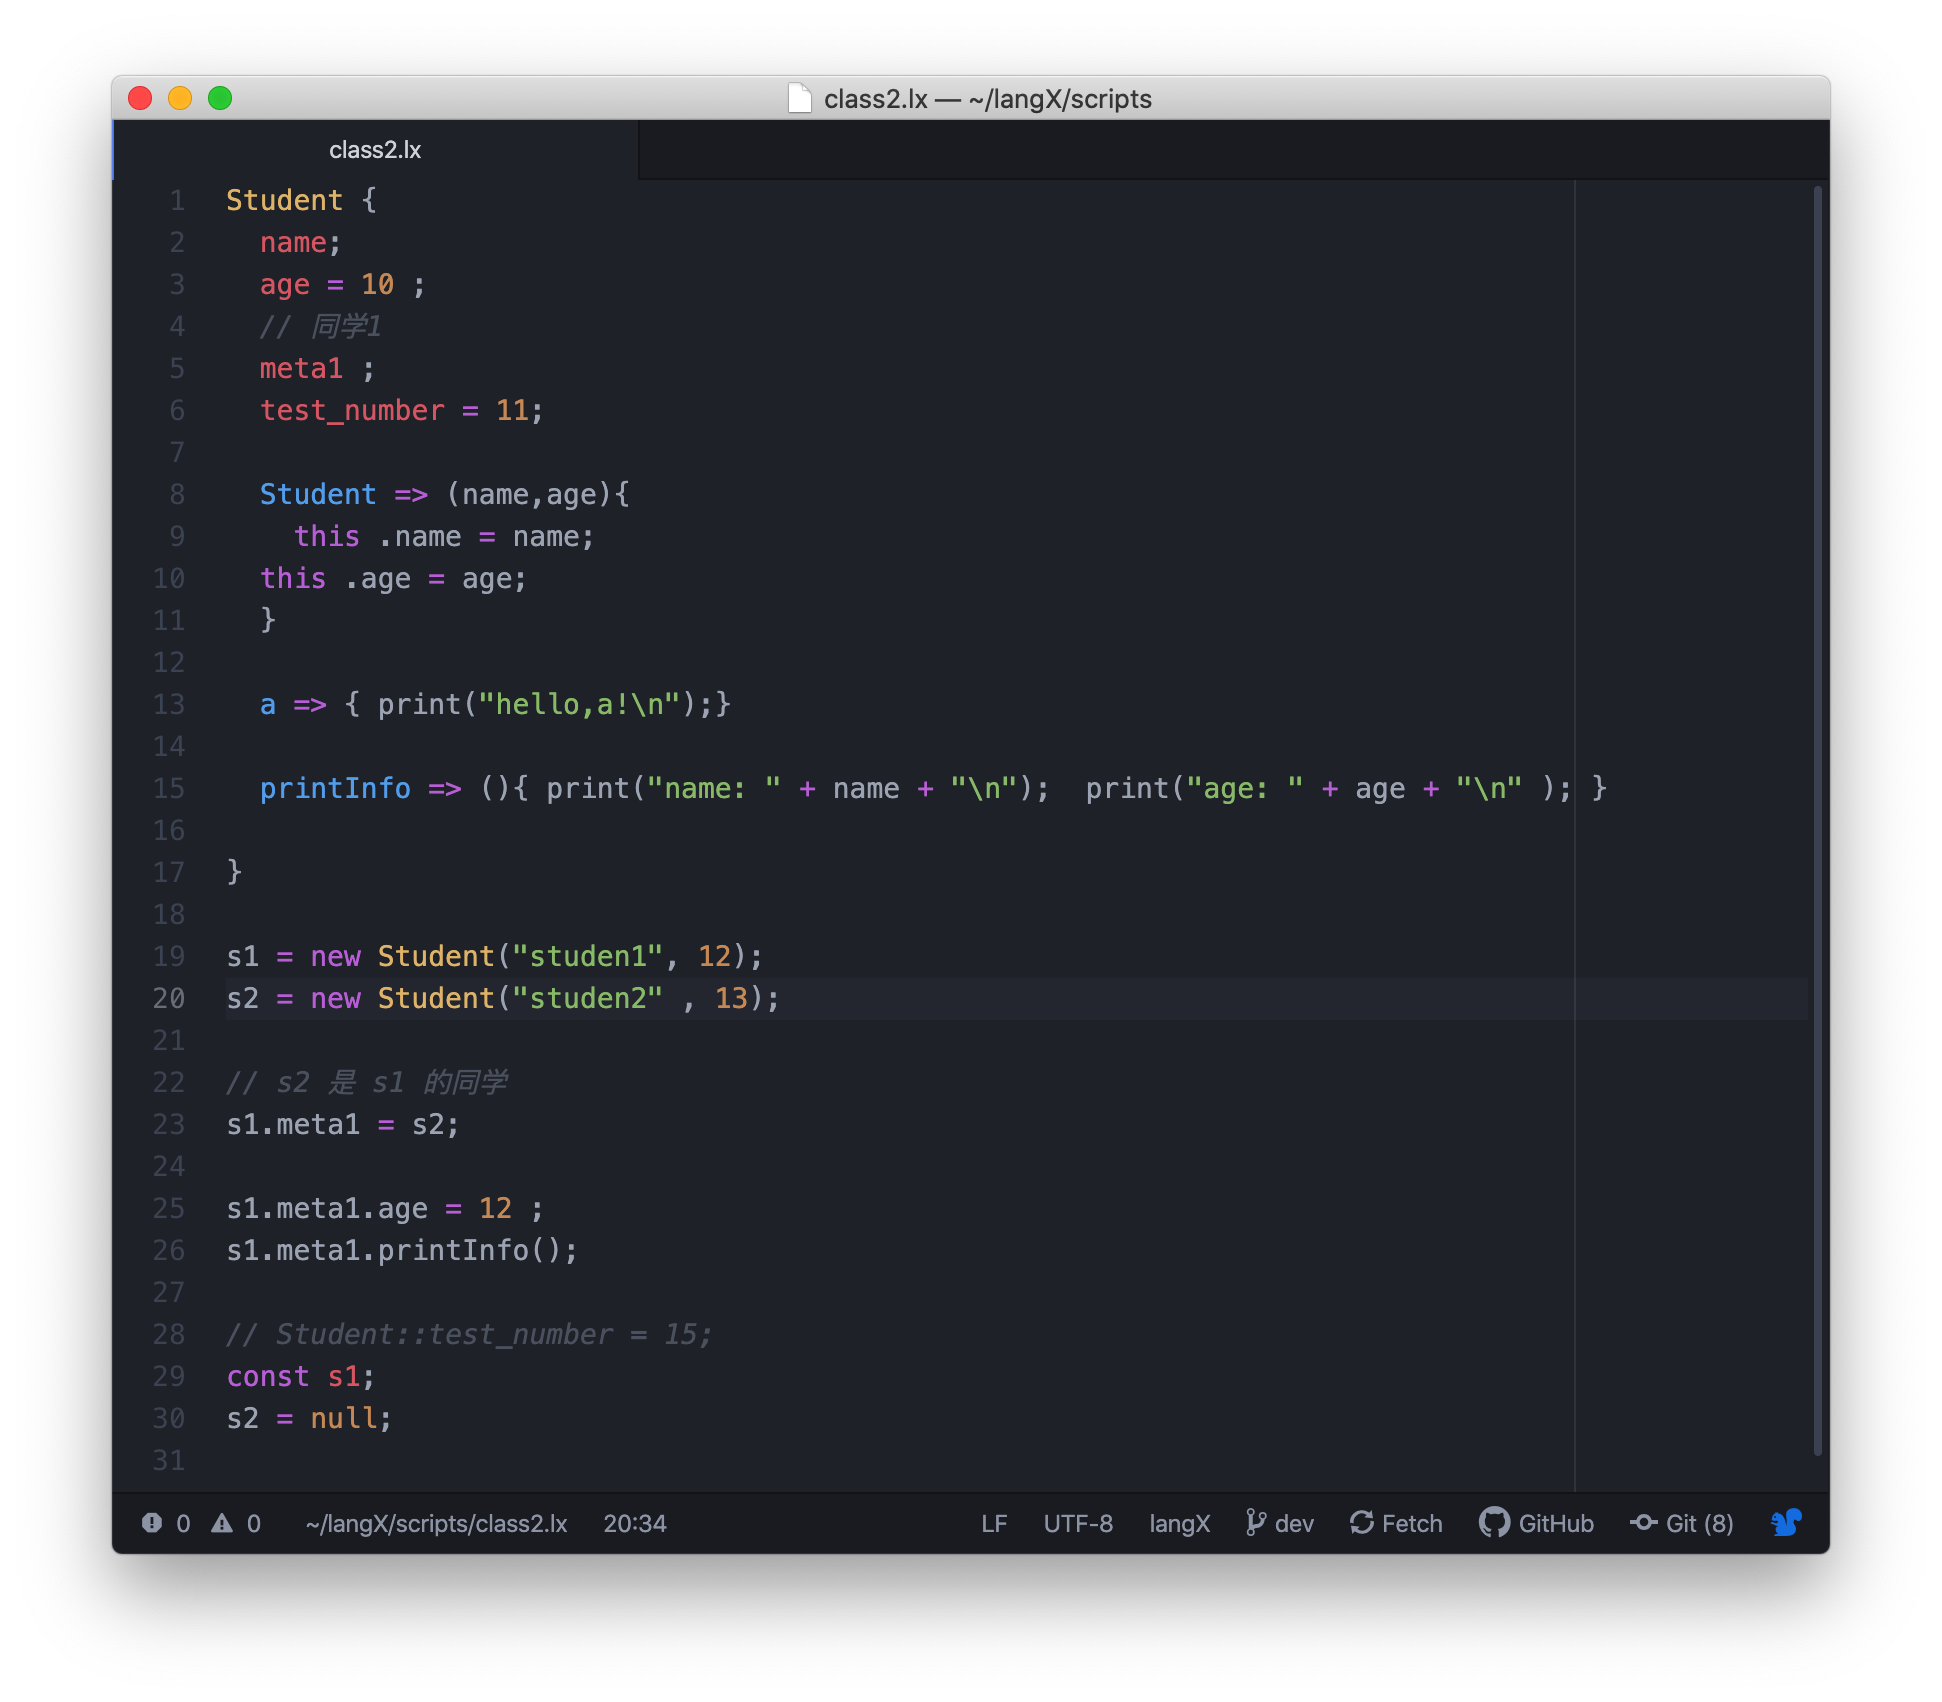 class2.lx — ~/langX/scripts
class2.lx
1 Student {
2   name;
3   age = 10 ;
4   // 同学1
5   meta1 ;
6   test_number = 11;
7
8   Student => (name,age){
9     this .name = name;
10   this .age = age;
11   }
12
13   a => { print("hello,a!\n");}
14
15   printInfo => (){ print("name: " + name + "\n");  print("age: " + age + "\n" ); }
16
17 }
18
19 s1 = new Student("studen1", 12);
20 s2 = new Student("studen2" , 13);
21
22 // s2 是 s1 的同学
23 s1.meta1 = s2;
24
25 s1.meta1.age = 12 ;
26 s1.meta1.printInfo();
27
28 // Student::test_number = 15;
29 const s1;
30 s2 = null;
31
0 0 ~/langX/scripts/class2.lx 20:34 LF UTF-8 langX dev Fetch GitHub Git (8)